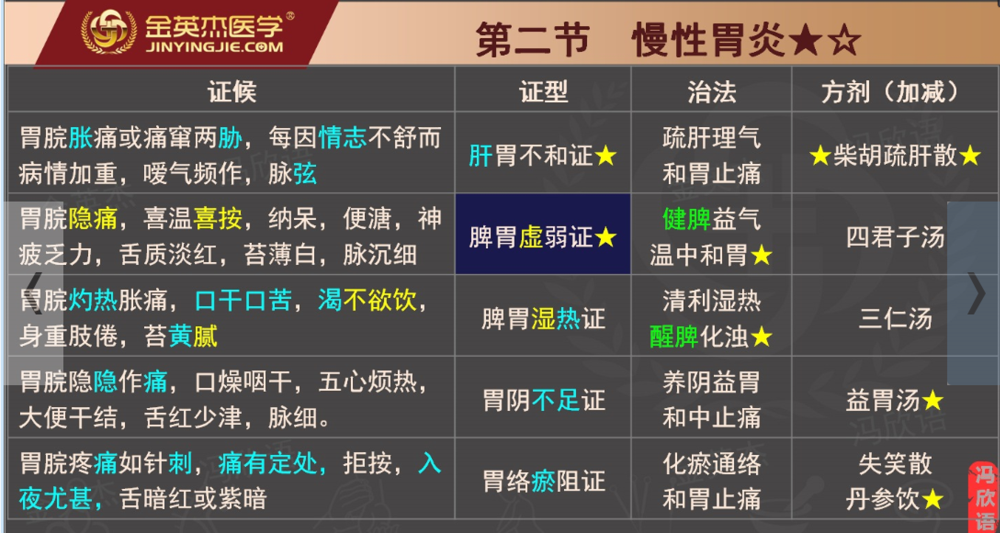 金英杰医学®
JINYINGJIE.COM
第二节 慢性胃炎★☆
证候 证型 治法 方剂（加减）
胃脘胀痛或痛窜两胁，每因情志不舒而
病情加重，嗳气频作，脉弦
肝胃不和证★
疏肝理气
和胃止痛
★柴胡疏肝散★
胃脘隐痛，喜温喜按，纳呆，便溏，神
疲乏力，舌质淡红，苔薄白，脉沉细
脾胃虚弱证★
健脾益气
温中和胃★
四君子汤
胃脘灼热胀痛，口干口苦，渴不欲饮，
身重肢倦，苔黄腻
脾胃湿热证
清利湿热
醒脾化浊★
三仁汤
胃脘隐隐作痛，口燥咽干，五心烦热，
大便干结，舌红少津，脉细。
胃阴不足证
养阴益胃
和中止痛
益胃汤★
胃脘疼痛如针刺，痛有定处，拒按，入
夜尤甚，舌暗红或紫暗
胃络瘀阻证
化瘀通络
和胃止痛
失笑散
丹参饮★
冯欣语